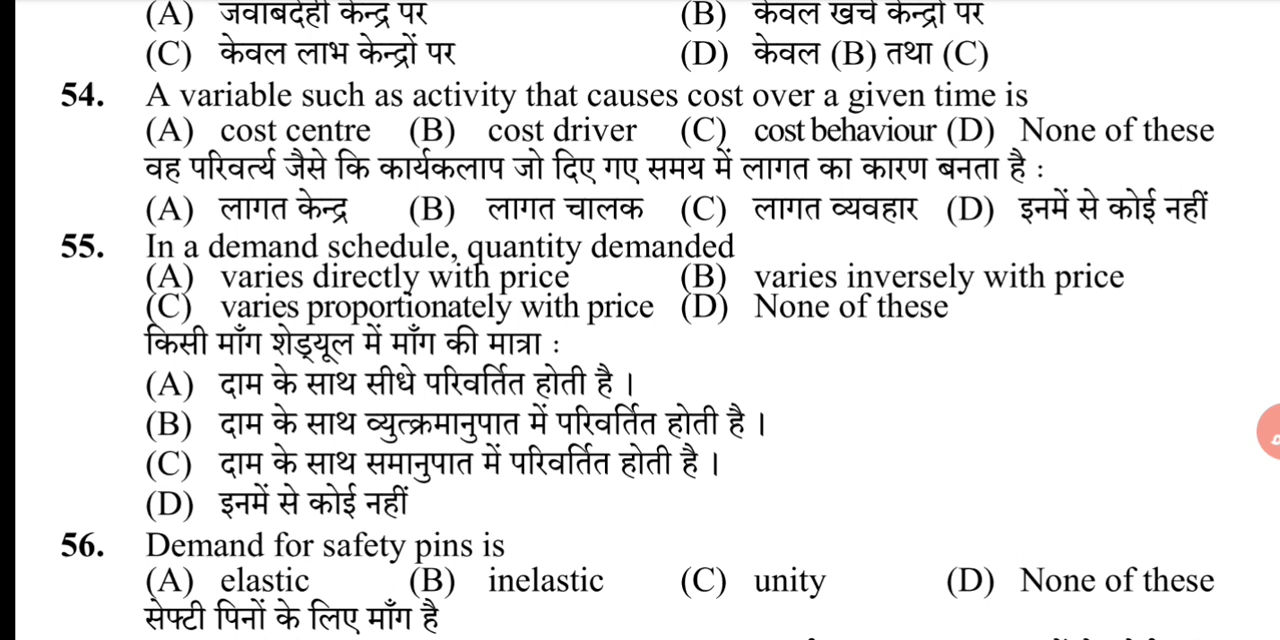 (A) जवाबदेही केन्द्र पर (B) केवल खर्च केन्द्रों पर
(C) केवल लाभ केन्द्रों पर (D) केवल (B) तथा (C)
54. A variable such as activity that causes cost over a given time is
(A) cost centre (B) cost driver (C) cost behaviour (D) None of these
वह परिवर्त्य जैसे कि कार्यकलाप जो दिए गए समय में लागत का कारण बनता है :
(A) लागत केन्द्र (B) लागत चालक (C) लागत व्यवहार (D) इनमें से कोई नहीं
55. In a demand schedule, quantity demanded
(A) varies directly with price (B) varies inversely with price
(C) varies proportionately with price (D) None of these
किसी माँग शेड्यूल में माँग की मात्रा :
(A) दाम के साथ सीधे परिवर्तित होती है ।
(B) दाम के साथ व्युत्क्रमानुपात में परिवर्तित होती है ।
(C) दाम के साथ समानुपात में परिवर्तित होती है ।
(D) इनमें से कोई नहीं
56. Demand for safety pins is
(A) elastic (B) inelastic (C) unity (D) None of these
सेफ्टी पिनों के लिए माँग है